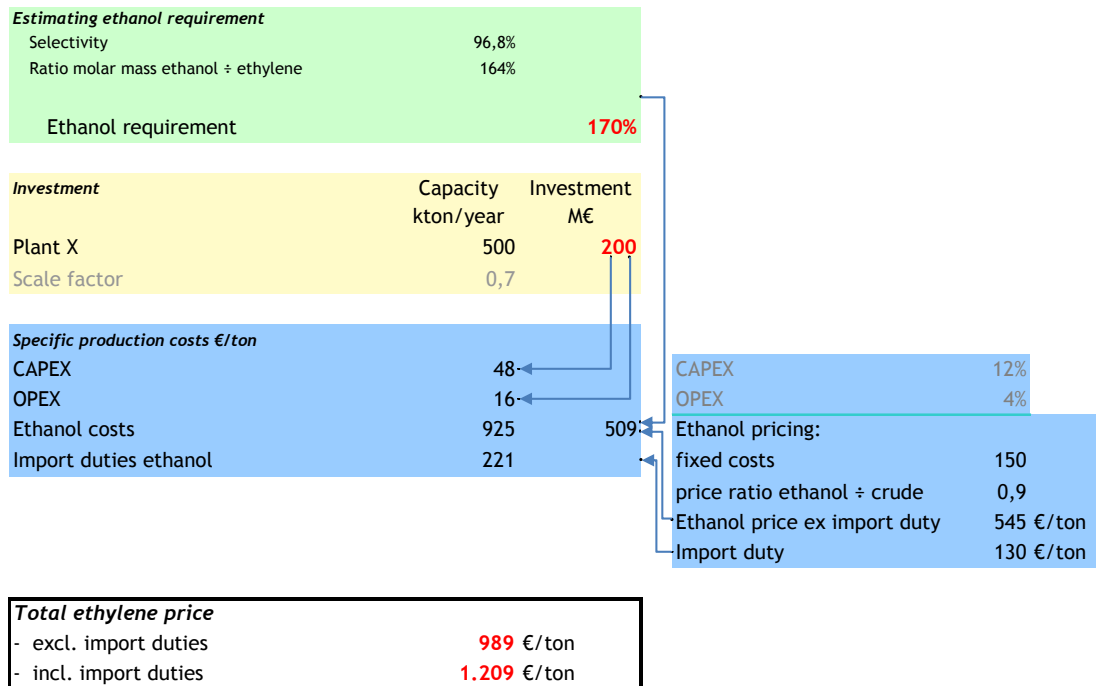 Estimating ethanol requirement
Selectivity 96,8%
Ratio molar mass ethanol ÷ ethylene 164%
Ethanol requirement 170%
Investment Capacity Investment
kton/year M€
Plant X 500 200
Scale factor 0,7
Specific production costs €/ton
CAPEX 48
OPEX 16
Ethanol costs 925 509
Import duties ethanol 221
CAPEX 12%
OPEX 4%
Ethanol pricing:
fixed costs 150
price ratio ethanol ÷ crude 0,9
Ethanol price ex import duty 545 €/ton
Import duty 130 €/ton
Total ethylene price
- excl. import duties 989 €/ton
- incl. import duties 1.209 €/ton